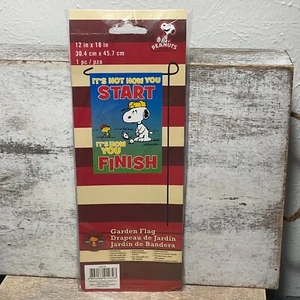 12 in x 18 in
30.4 cm x 45.7 cm
1 pc / pza
PEANUTS
IT'S NOT HOW YOU
START
IT'S HOW
YOU
FINISH
Garden Flag
Drapeau de Jardin
Jardín de Bandera